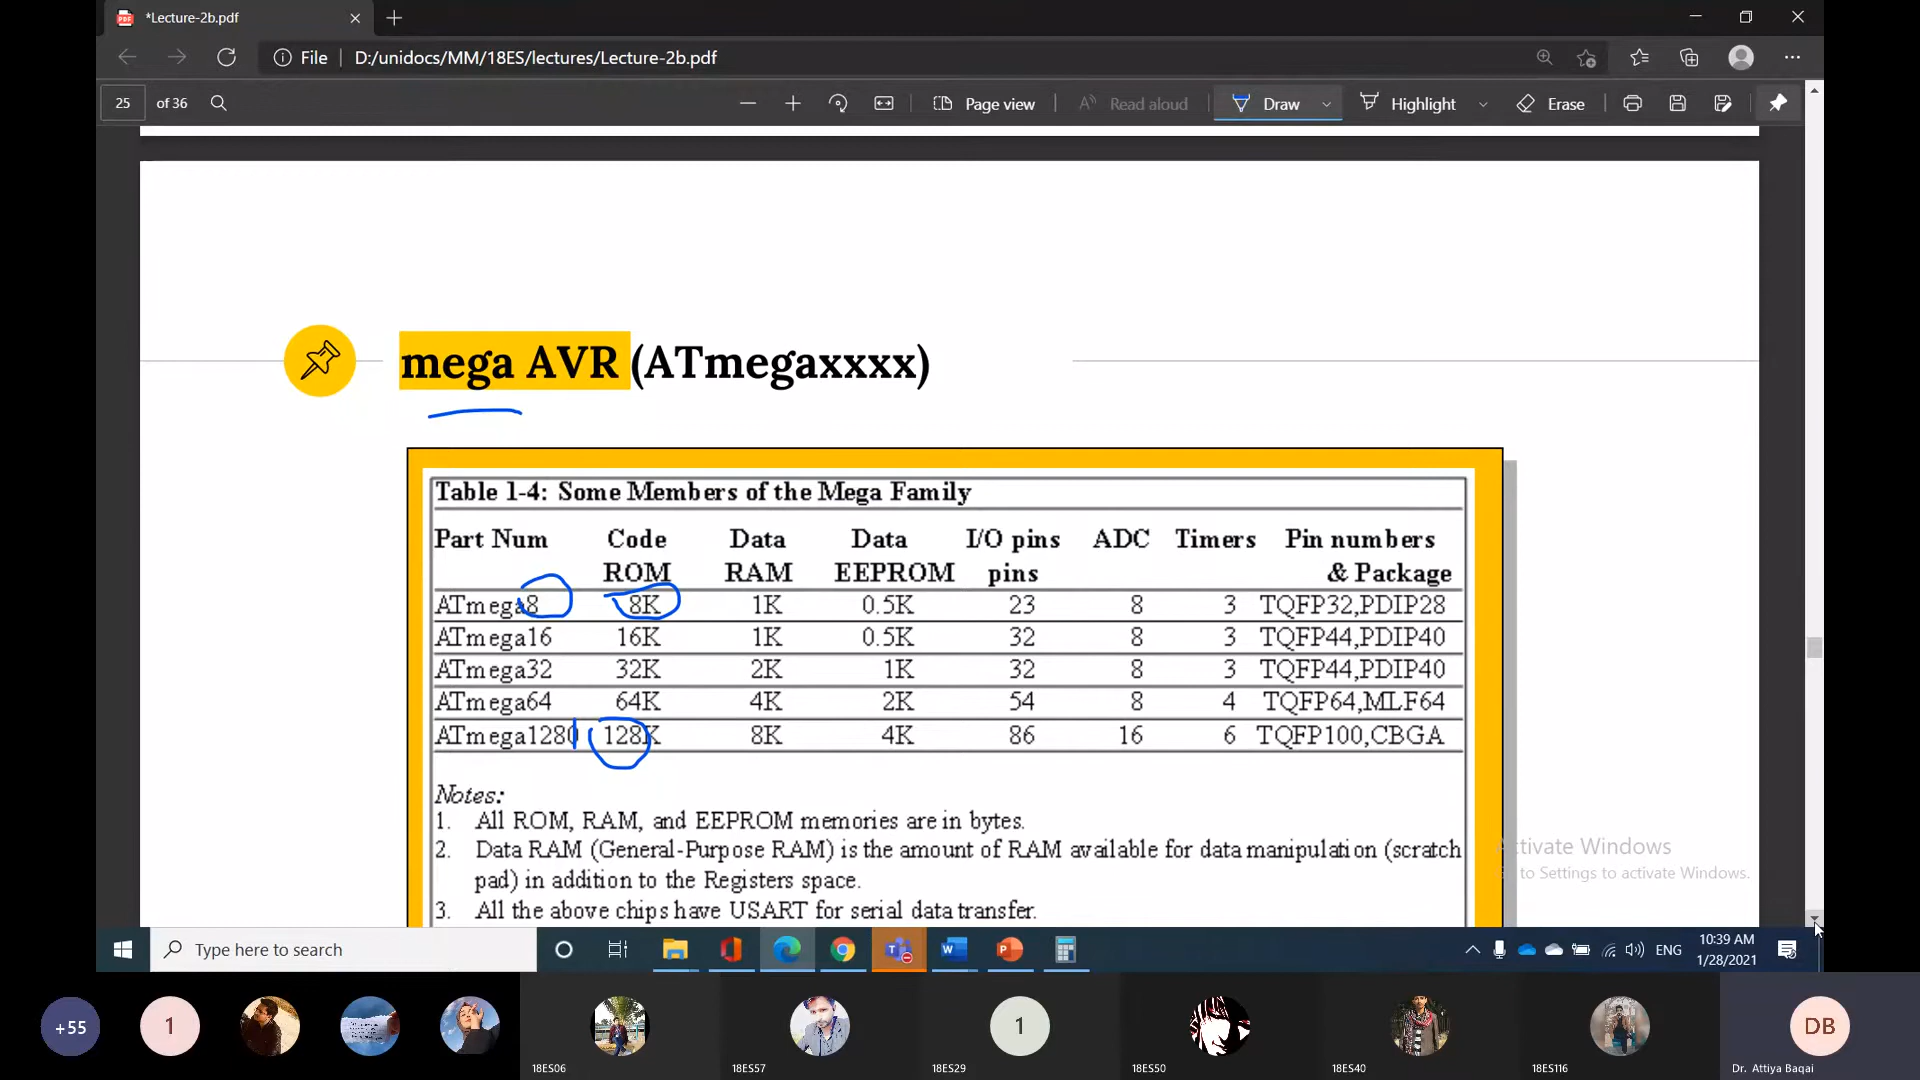 *Lecture-2b.pdf
File D:/unidocs/MM/18ES/lectures/Lecture-2b.pdf
25 of 36 Page view Read aloud Draw Highlight Erase
mega AVR (ATmegaxxxx)
Table 1-4: Some Members of the Mega Family
Part Num Code Data Data I/O pins ADC Timers Pin numbers
ROM RAM EEPROM pins & Package
ATmega8 8K 1K 0.5K 23 8 3 TQFP32,PDIP28
ATmega16 16K 1K 0.5K 32 8 3 TQFP44,PDIP40
ATmega32 32K 2K 1K 32 8 3 TQFP44,PDIP40
ATmega64 64K 4K 2K 54 8 4 TQFP64,MLF64
ATmega1280 128K 8K 4K 86 16 6 TQFP100,CBGA
Notes:
1. All ROM, RAM, and EEPROM memories are in bytes.
2. Data RAM (General-Purpose RAM) is the amount of RAM available for data manipulation (scratch
pad) in addition to the Registers space.
3. All the above chips have USART for serial data transfer.
ctivate Windows
to Settings to activate Windows.
Type here to search
ENG
10:39 AM
1/28/2021
+55 1 1 DB
18ES06 18ES57 18ES29 18ES50 18ES40 18ES116 Dr. Attiya Baqai